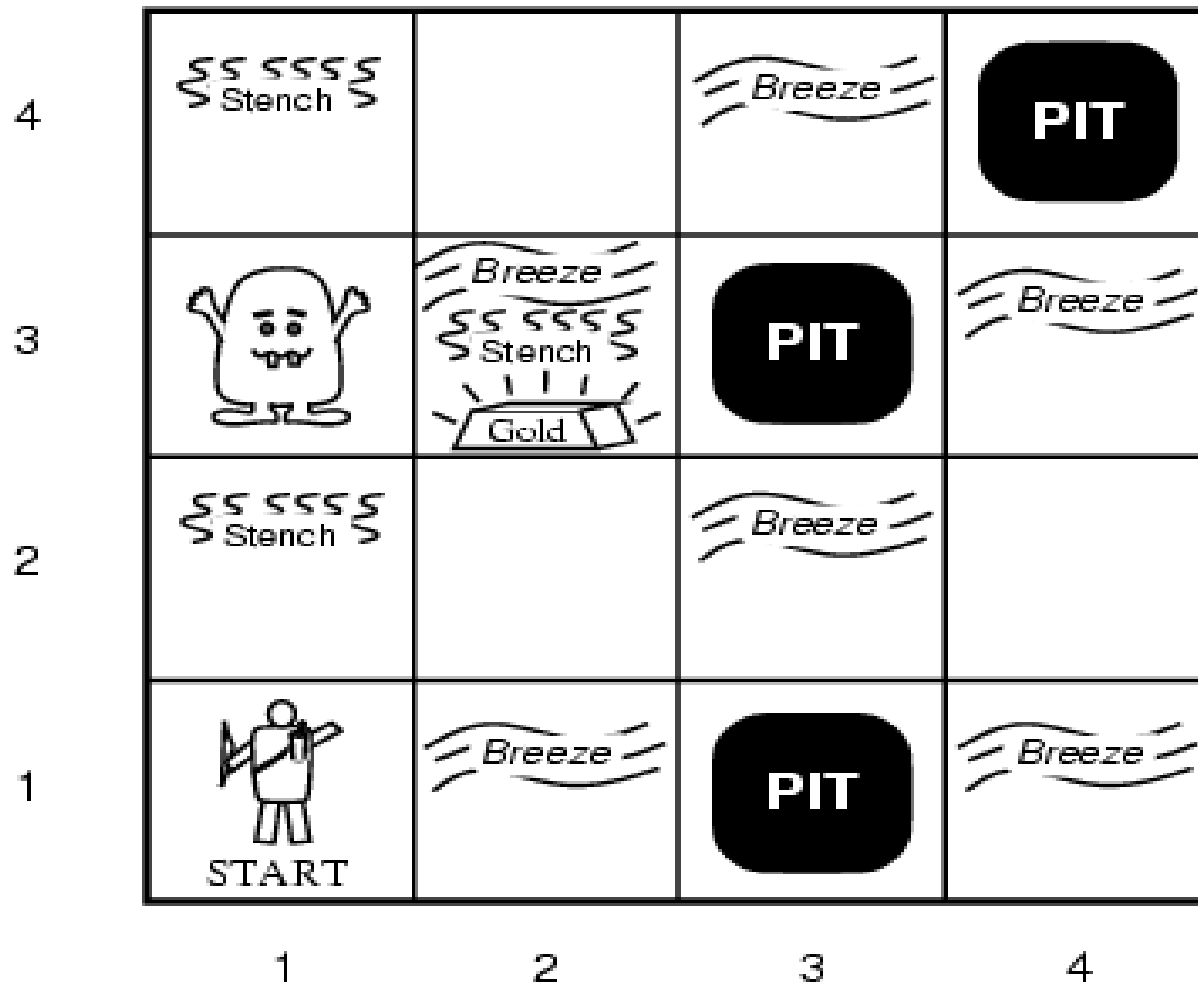 4 Stench Breeze PIT
3 Breeze PIT Breeze
Stench
Gold
2 Stench Breeze
1 Breeze PIT Breeze
START
1 2 3 4